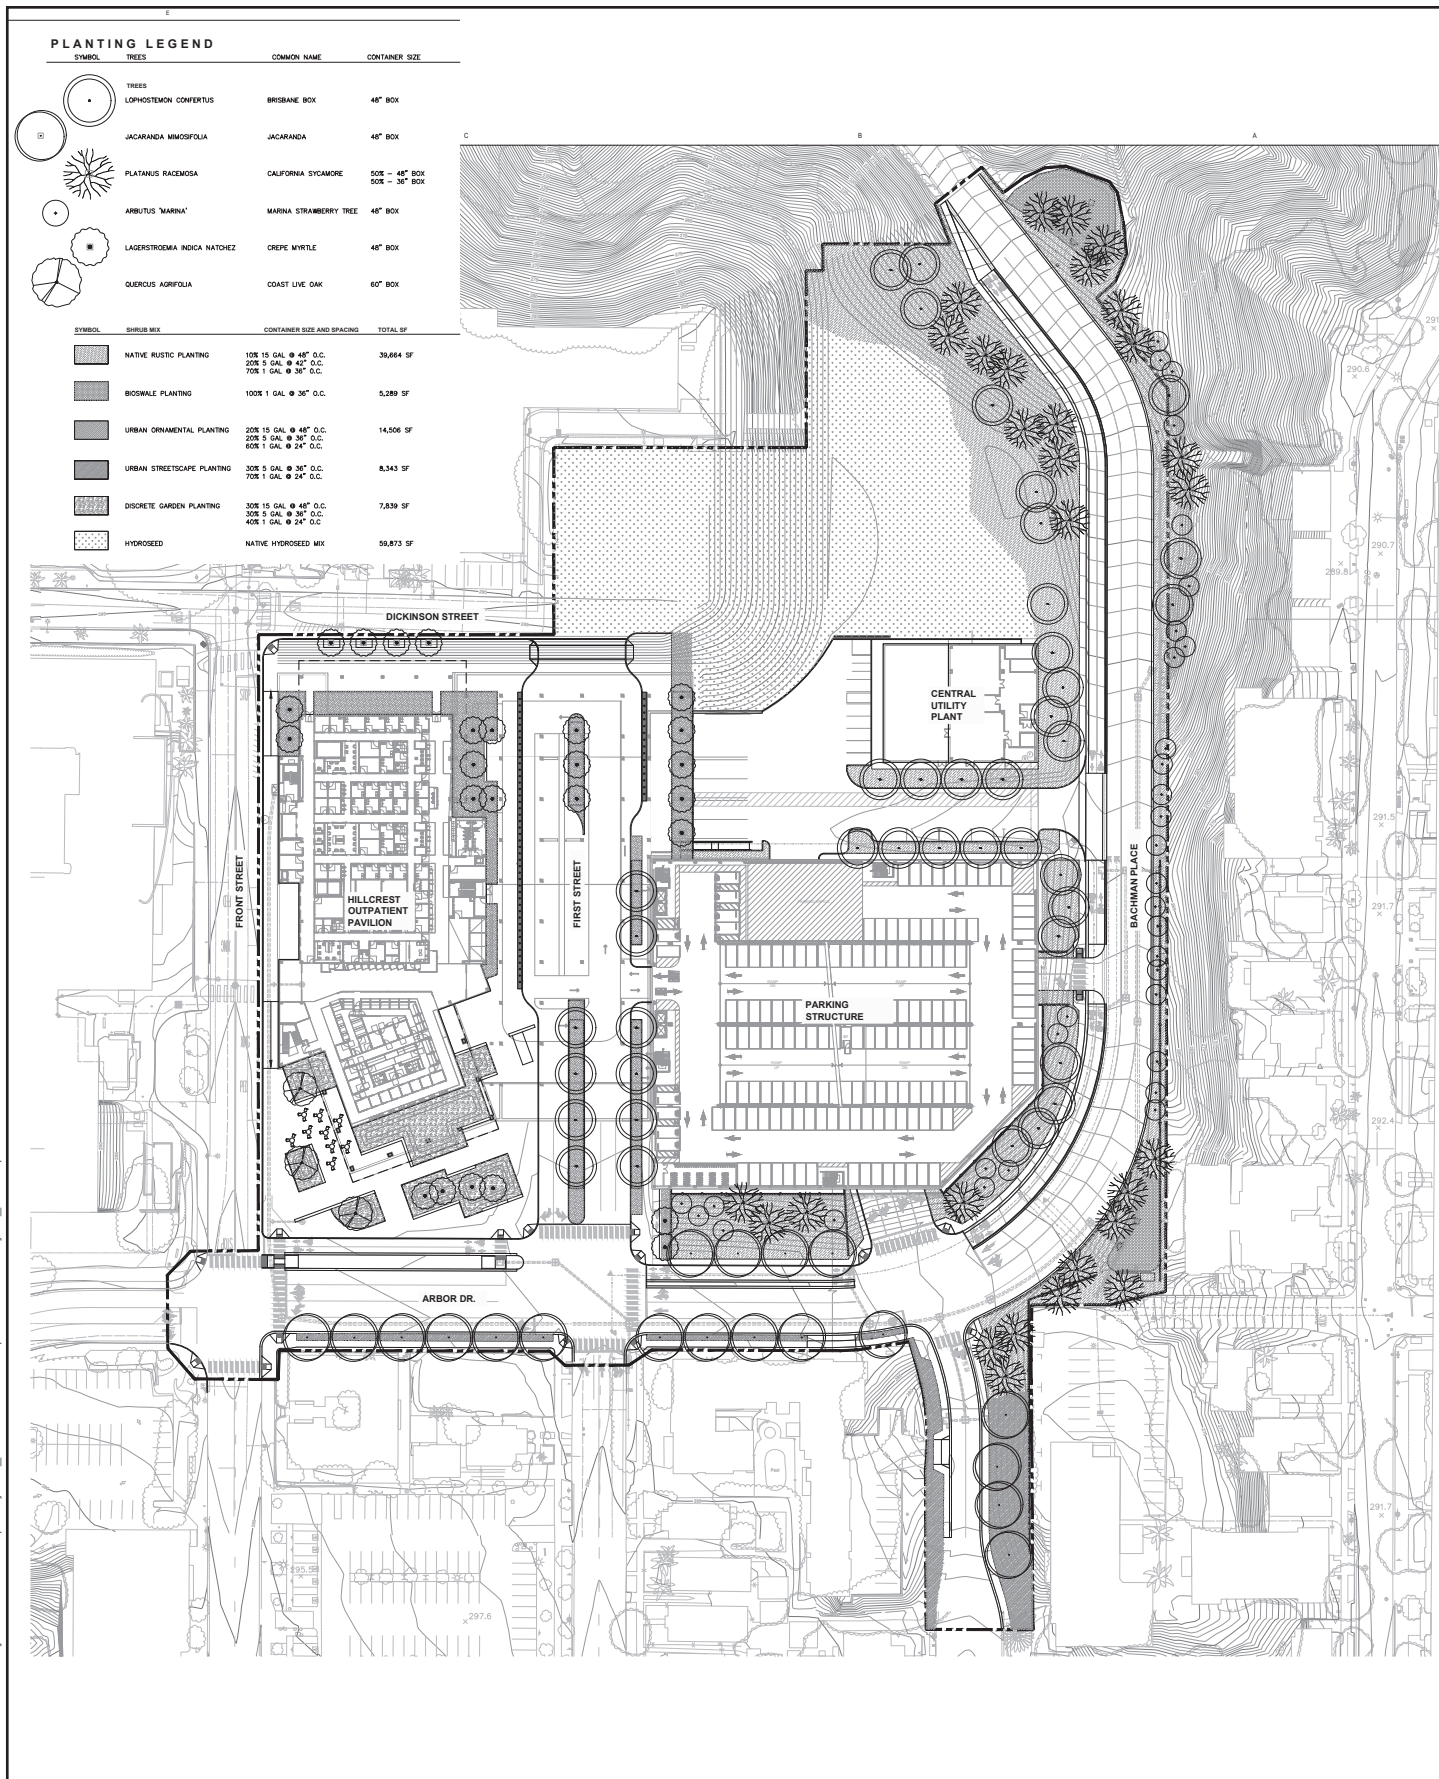 E
PLANTING LEGEND
SYMBOL TREES COMMON NAME CONTAINER SIZE
TREES
LOPHOSTEMON CONFERTUS BRISBANE BOX 48" BOX
JACARANDA MIMOSIFOLIA JACARANDA 48" BOX
PLATANUS RACEMOSA CALIFORNIA SYCAMORE 50% - 48" BOX
50% - 36" BOX
ARBUTUS 'MARINA' MARINA STRAWBERRY TREE 48" BOX
LAGERSTROEMIA INDICA NATCHEZ CREPE MYRTLE 48" BOX
QUERCUS AGRIFOLIA COAST LIVE OAK 60" BOX
SYMBOL SHRUB MIX CONTAINER SIZE AND SPACING TOTAL SF
NATIVE RUSTIC PLANTING 10% 15 GAL @ 48" O.C. 39,664 SF
20% 5 GAL @ 42" O.C.
70% 1 GAL @ 36" O.C.
BIOSWALE PLANTING 100% 1 GAL @ 36" O.C. 5,289 SF
URBAN ORNAMENTAL PLANTING 20% 15 GAL @ 48" O.C. 14,506 SF
20% 5 GAL @ 36" O.C.
60% 1 GAL @ 24" O.C.
URBAN STREETSCAPE PLANTING 30% 5 GAL @ 36" O.C. 8,343 SF
70% 1 GAL @ 24" O.C.
DISCRETE GARDEN PLANTING 30% 15 GAL @ 48" O.C. 7,839 SF
30% 5 GAL @ 36" O.C.
40% 1 GAL @ 24" O.C
HYDROSEED NATIVE HYDROSEED MIX 59,873 SF
C
B
A
290.6
290.7
289.8
291.5
291.7
292.4
291.7
297.6
DICKINSON STREET
CENTRAL
UTILITY
PLANT
FRONT STREET
HILLCREST
OUTPATIENT
PAVILION
FIRST STREET
BACHMAN PLACE
PARKING
STRUCTURE
ARBOR DR.
Pool